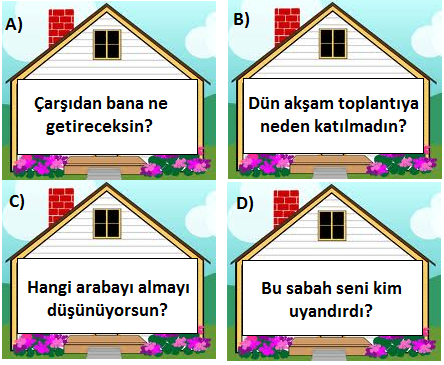 A)
Çarşıdan bana ne
getireceksin?
B)
Dün akşam toplantıya
neden katılmadın?
C)
Hangi arabayı almayı
düşünüyorsun?
D)
Bu sabah seni kim
uyandırdı?